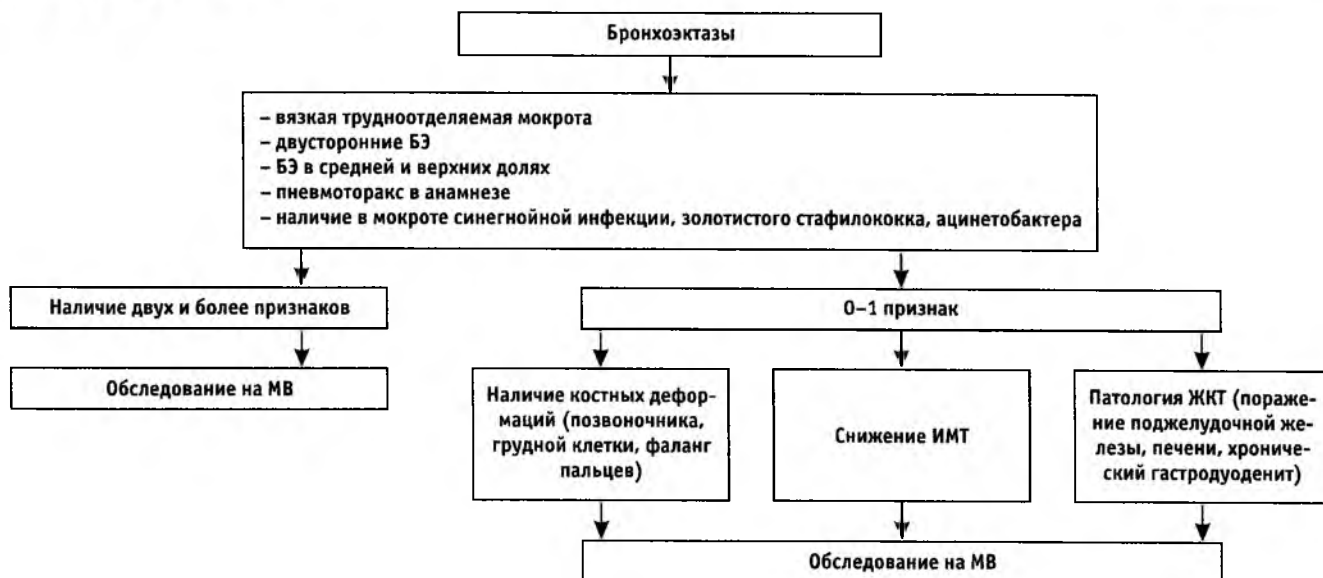 Бронхоэктазы
– вязкая трудноотделяемая мокрота
– двусторонние БЭ
– БЭ в средней и верхних долях
– пневмоторакс в анамнезе
– наличие в мокроте синегнойной инфекции, золотистого стафилококка, ацинетобактера
Наличие двух и более признаков
0–1 признак
Обследование на МВ
Наличие костных дефор-
маций (позвоночника,
грудной клетки, фаланг
пальцев)
Снижение ИМТ
Патология ЖКТ (пораже-
ние поджелудочной же-
лезы, печени, хрониче-
ский гастродуоденит)
Обследование на МВ